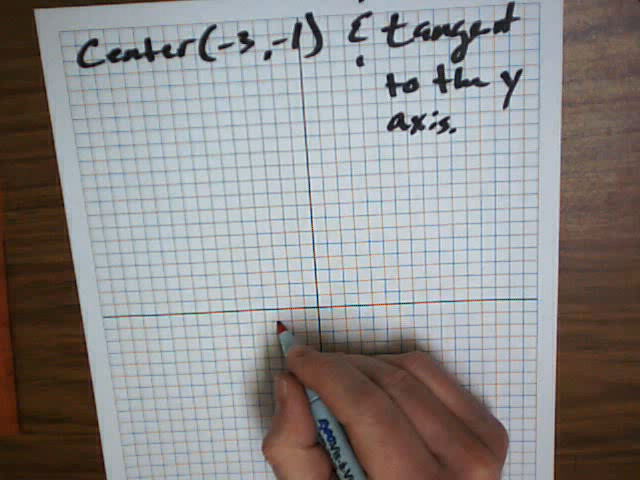 Center (-3,-1) & tangent
to the y
axis.